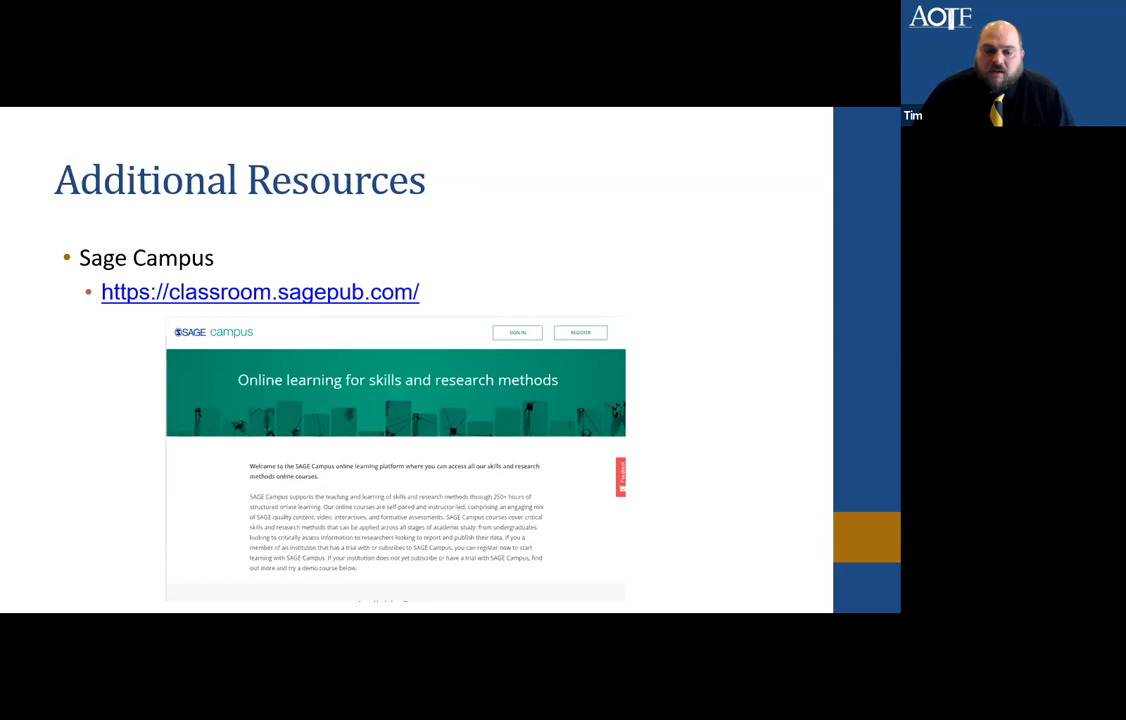 AOTF
Tim
Additional Resources
• Sage Campus
• https://classroom.sagepub.com/
SAGE campus
SIGN IN
REGISTER
Online learning for skills and research methods
Welcome to the SAGE Campus online learning platform where you can access all our skills and research
methods online courses.
Feedback
SAGE Campus supports the teaching and learning of skills and research methods through 250+ hours of
structured online learning. Our online courses are self-paced and instructor-led, comprising an engaging mix
of SAGE-quality content, video, interactives, and formative assessments. SAGE Campus courses cover critical
skills and research methods that can be applied across all stages of academic study: from undergraduates
looking to critically assess information to researchers looking to report and publish their data. If you a
member of an institution that has a trial with or subsribes to SAGE Campus, you can register now to start
learning with SAGE Campus. If your institution does not yet subscribe or have a trial with SAGE Campus, find
out more and try a demo course below.